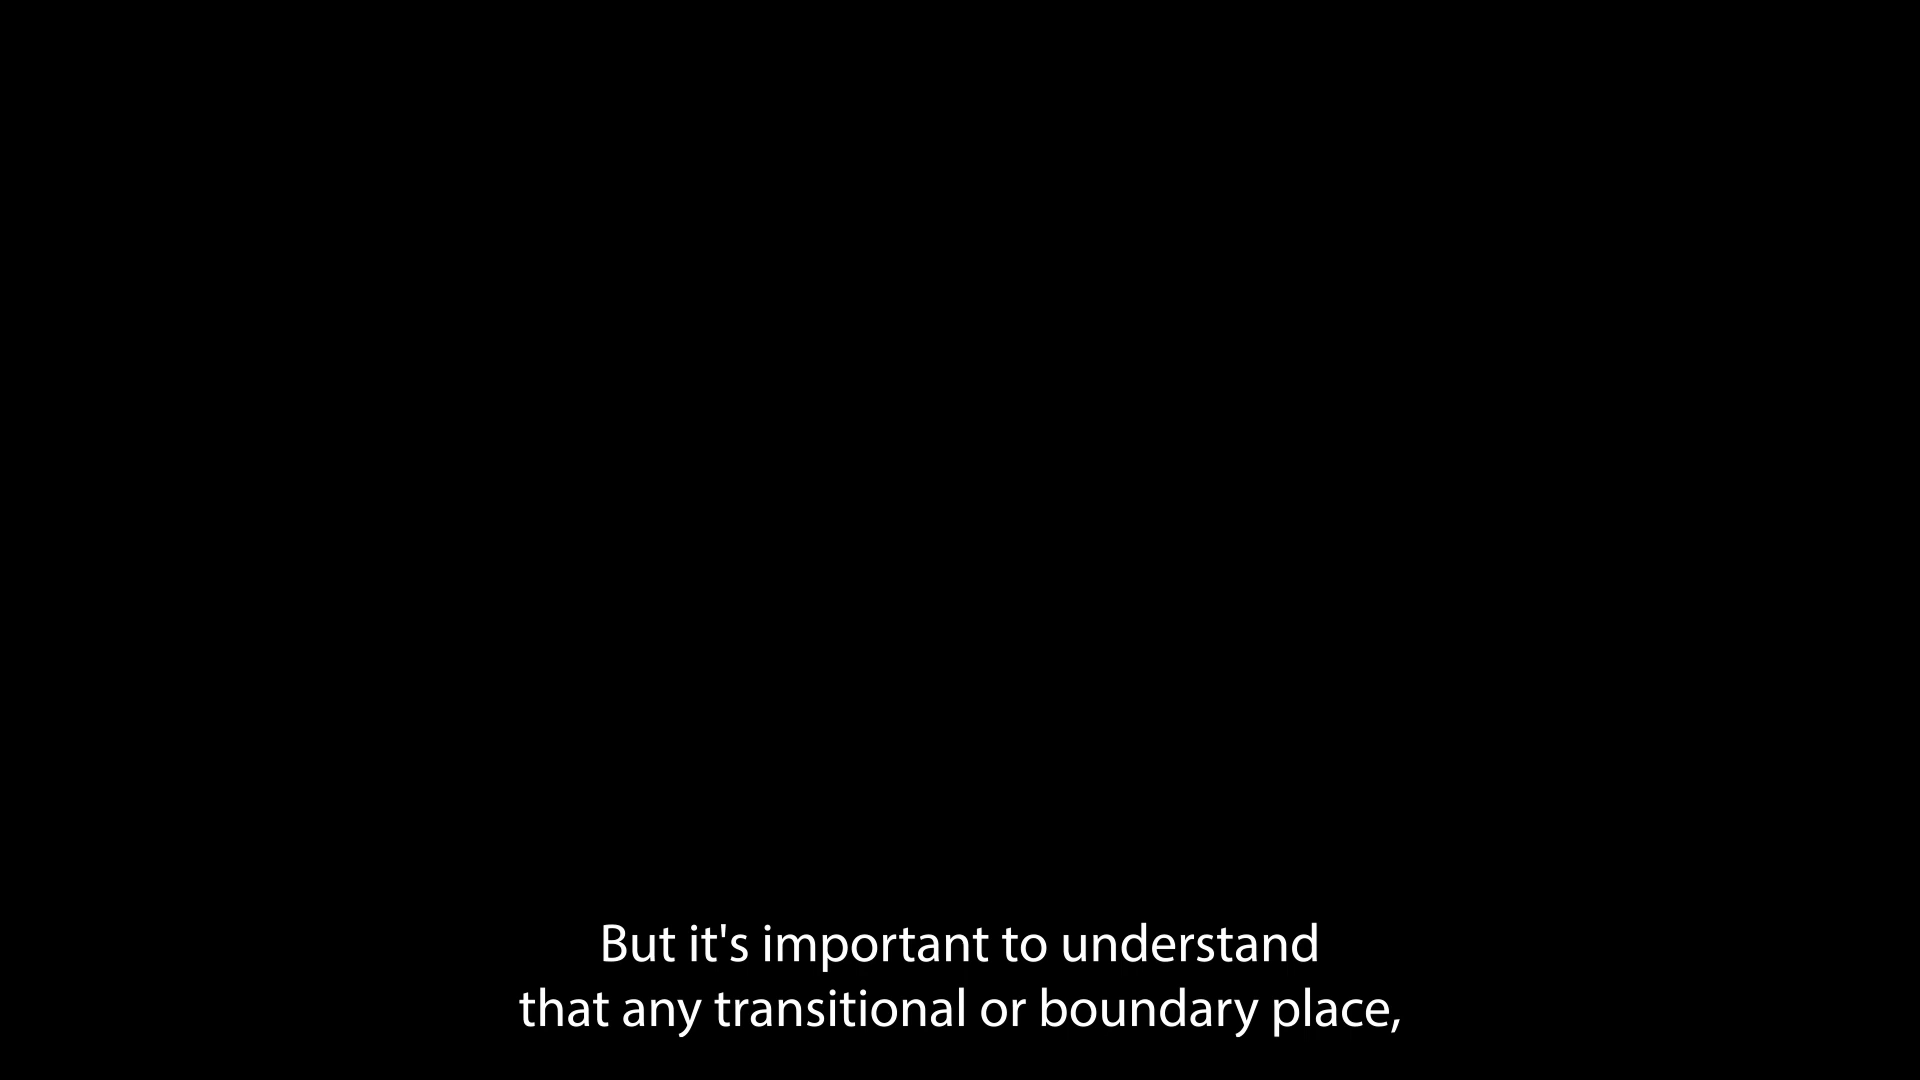 But it's important to understand
that any transitional or boundary place,